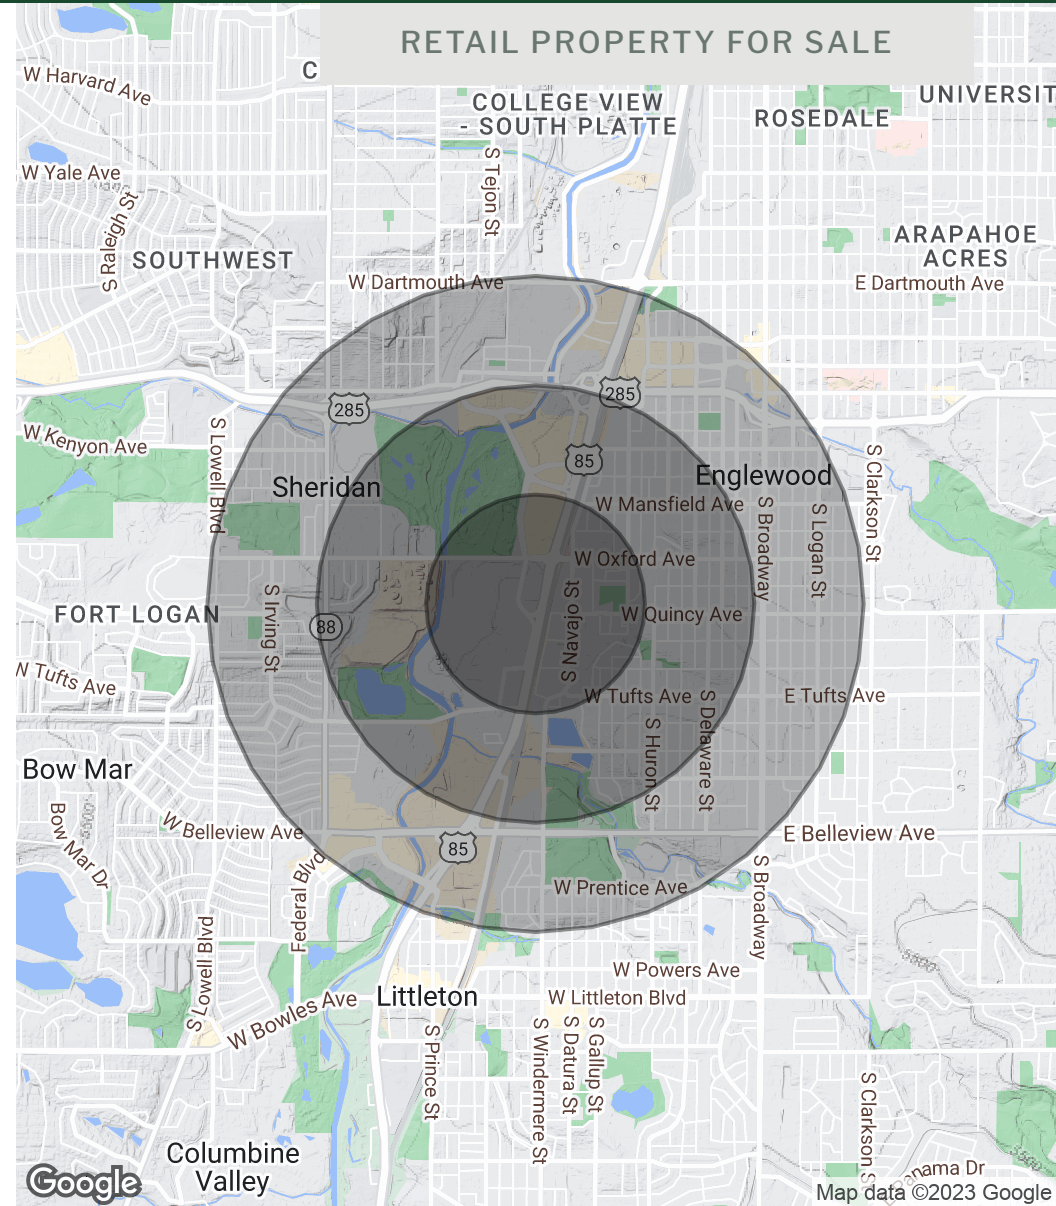 RETAIL PROPERTY FOR SALE
C
W Harvard Ave
COLLEGE VIEW
- SOUTH PLATTE
UNIVERSIT
ROSEDALE
W Yale Ave
S Tejon St
S Raleigh St
SOUTHWEST
ARAPAHOE
ACRES
W Dartmouth Ave
E Dartmouth Ave
285
285
W Kenyon Ave
S Lowell Blvd
85
Sheridan
Englewood
S Clarkson St
W Mansfield Ave
S Broadway
S Logan St
W Oxford Ave
FORT LOGAN
S Irving St
88
S Navajo St
W Quincy Ave
W Tufts Ave
W Tufts Ave
S Delaware St
E Tufts Ave
S Huron St
Bow Mar
Bow Mar Dr
W Belleview Ave
85
E Belleview Ave
Federal Blvd
W Prentice Ave
S Broadway
S Lowell Blvd
W Powers Ave
Littleton
W Littleton Blvd
W Bowles Ave
S Prince St
S Windermere St
S Datura St
S Gallup St
S Clarkson S
Columbine
Valley
5500
Panama Dr
Google
Map data ©2023 Google